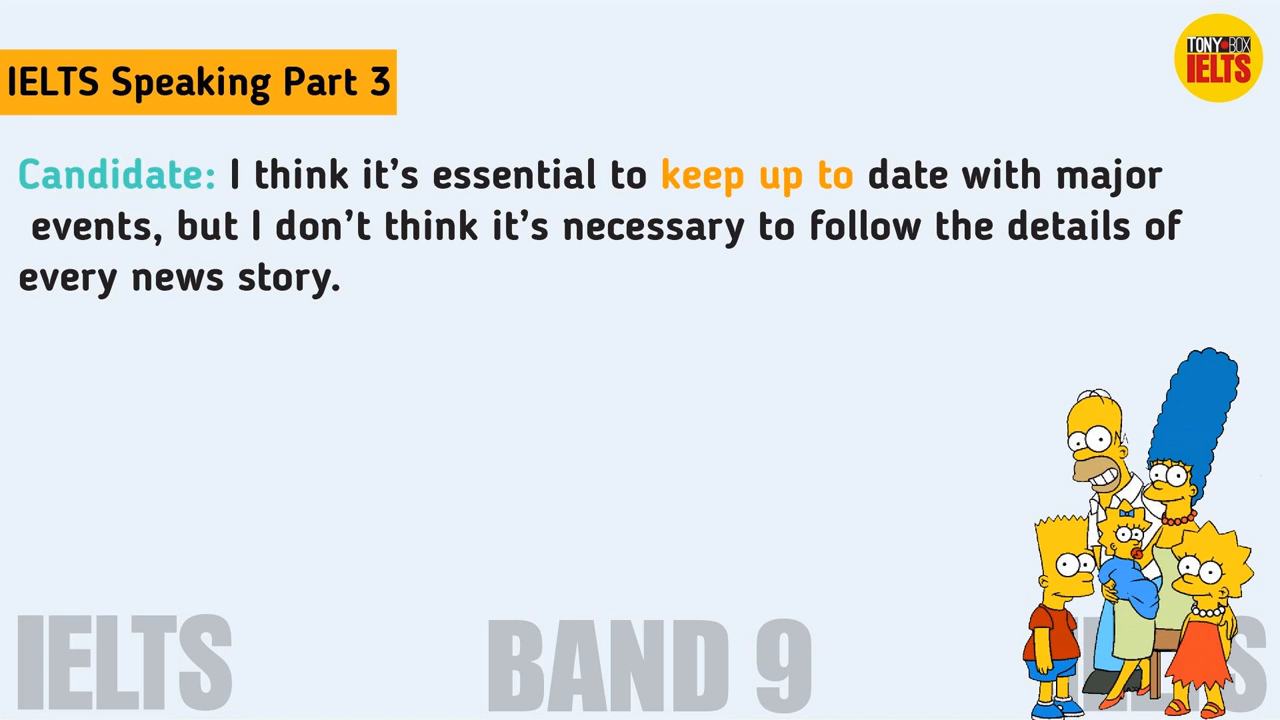 TONY BOX
IELTS
IELTS Speaking Part 3
Candidate: I think it's essential to keep up to date with major
events, but I don't think it's necessary to follow the details of
every news story.
IELTS BAND 9 IELTS